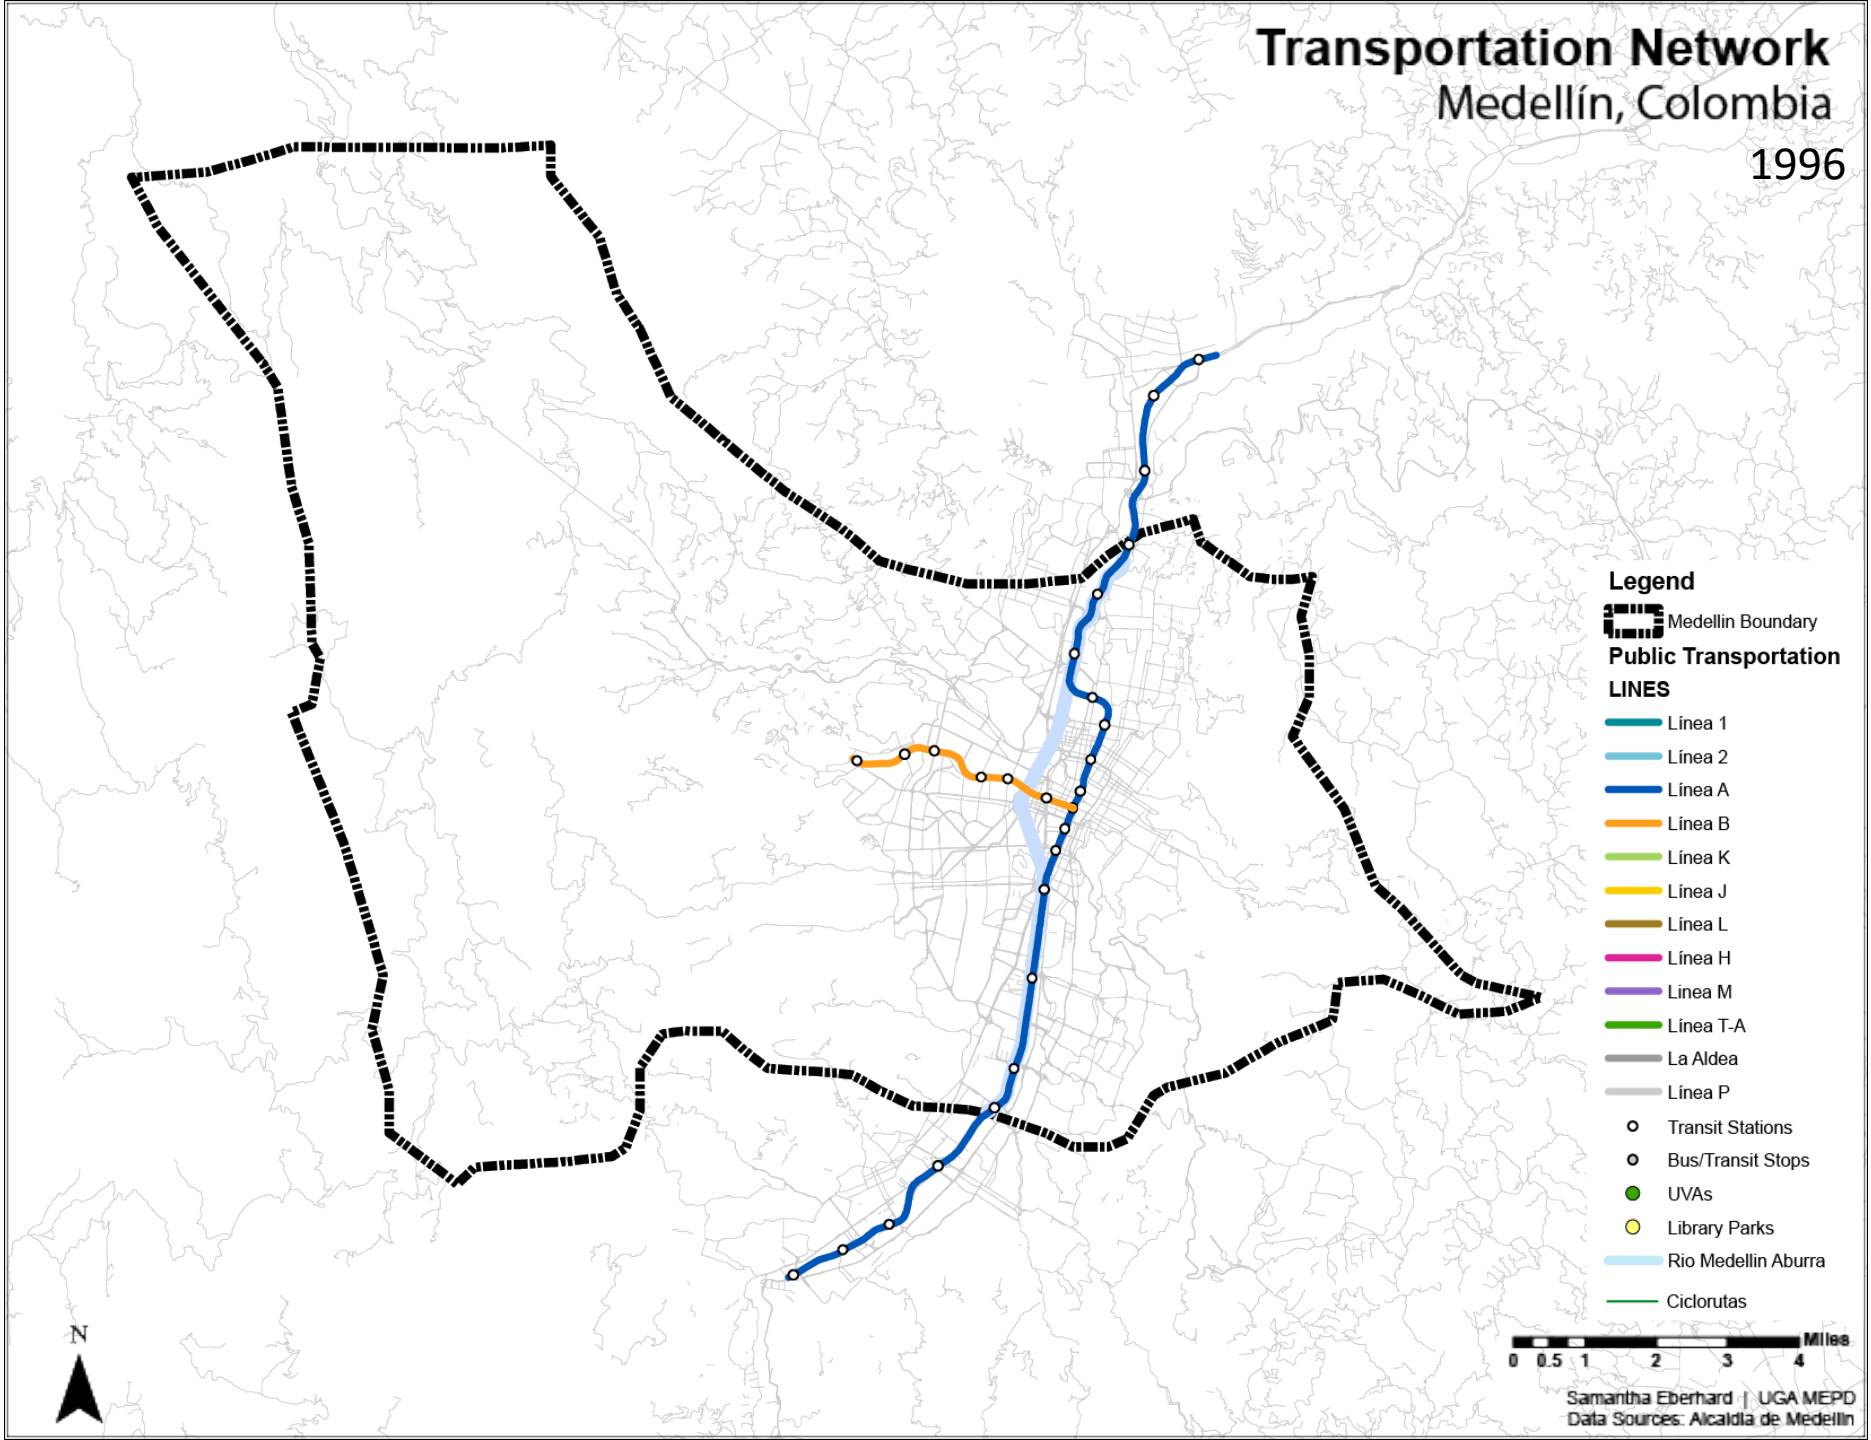 Transportation Network
Medellín, Colombia
1996
Legend
Medellin Boundary
Public Transportation
LINES
Línea 1
Línea 2
Línea A
Línea B
Línea K
Línea J
Línea L
Línea H
Linea M
Línea T-A
La Aldea
Línea P
Transit Stations
Bus/Transit Stops
UVAs
Library Parks
Rio Medellin Aburra
Ciclorutas
N
Miles
0 0.5 1 2 3 4
Samantha Eberhard | UGA MEPD
Data Sources: Alcaldia de Medellin